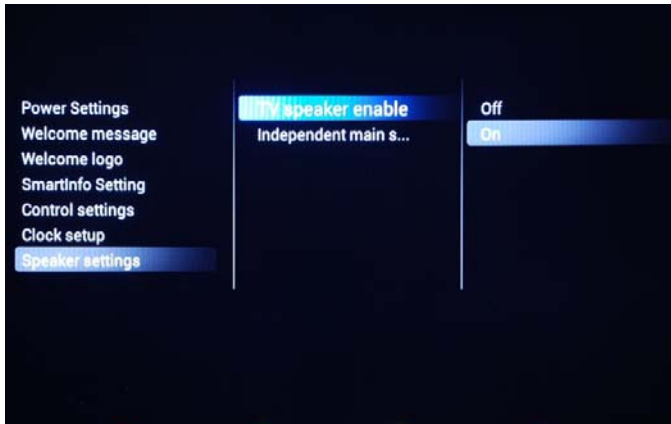 Power Settings
Welcome message
Welcome logo
SmartInfo Setting
Control settings
Clock setup
Speaker settings
TV speaker enable
Independent main s...
Off
On